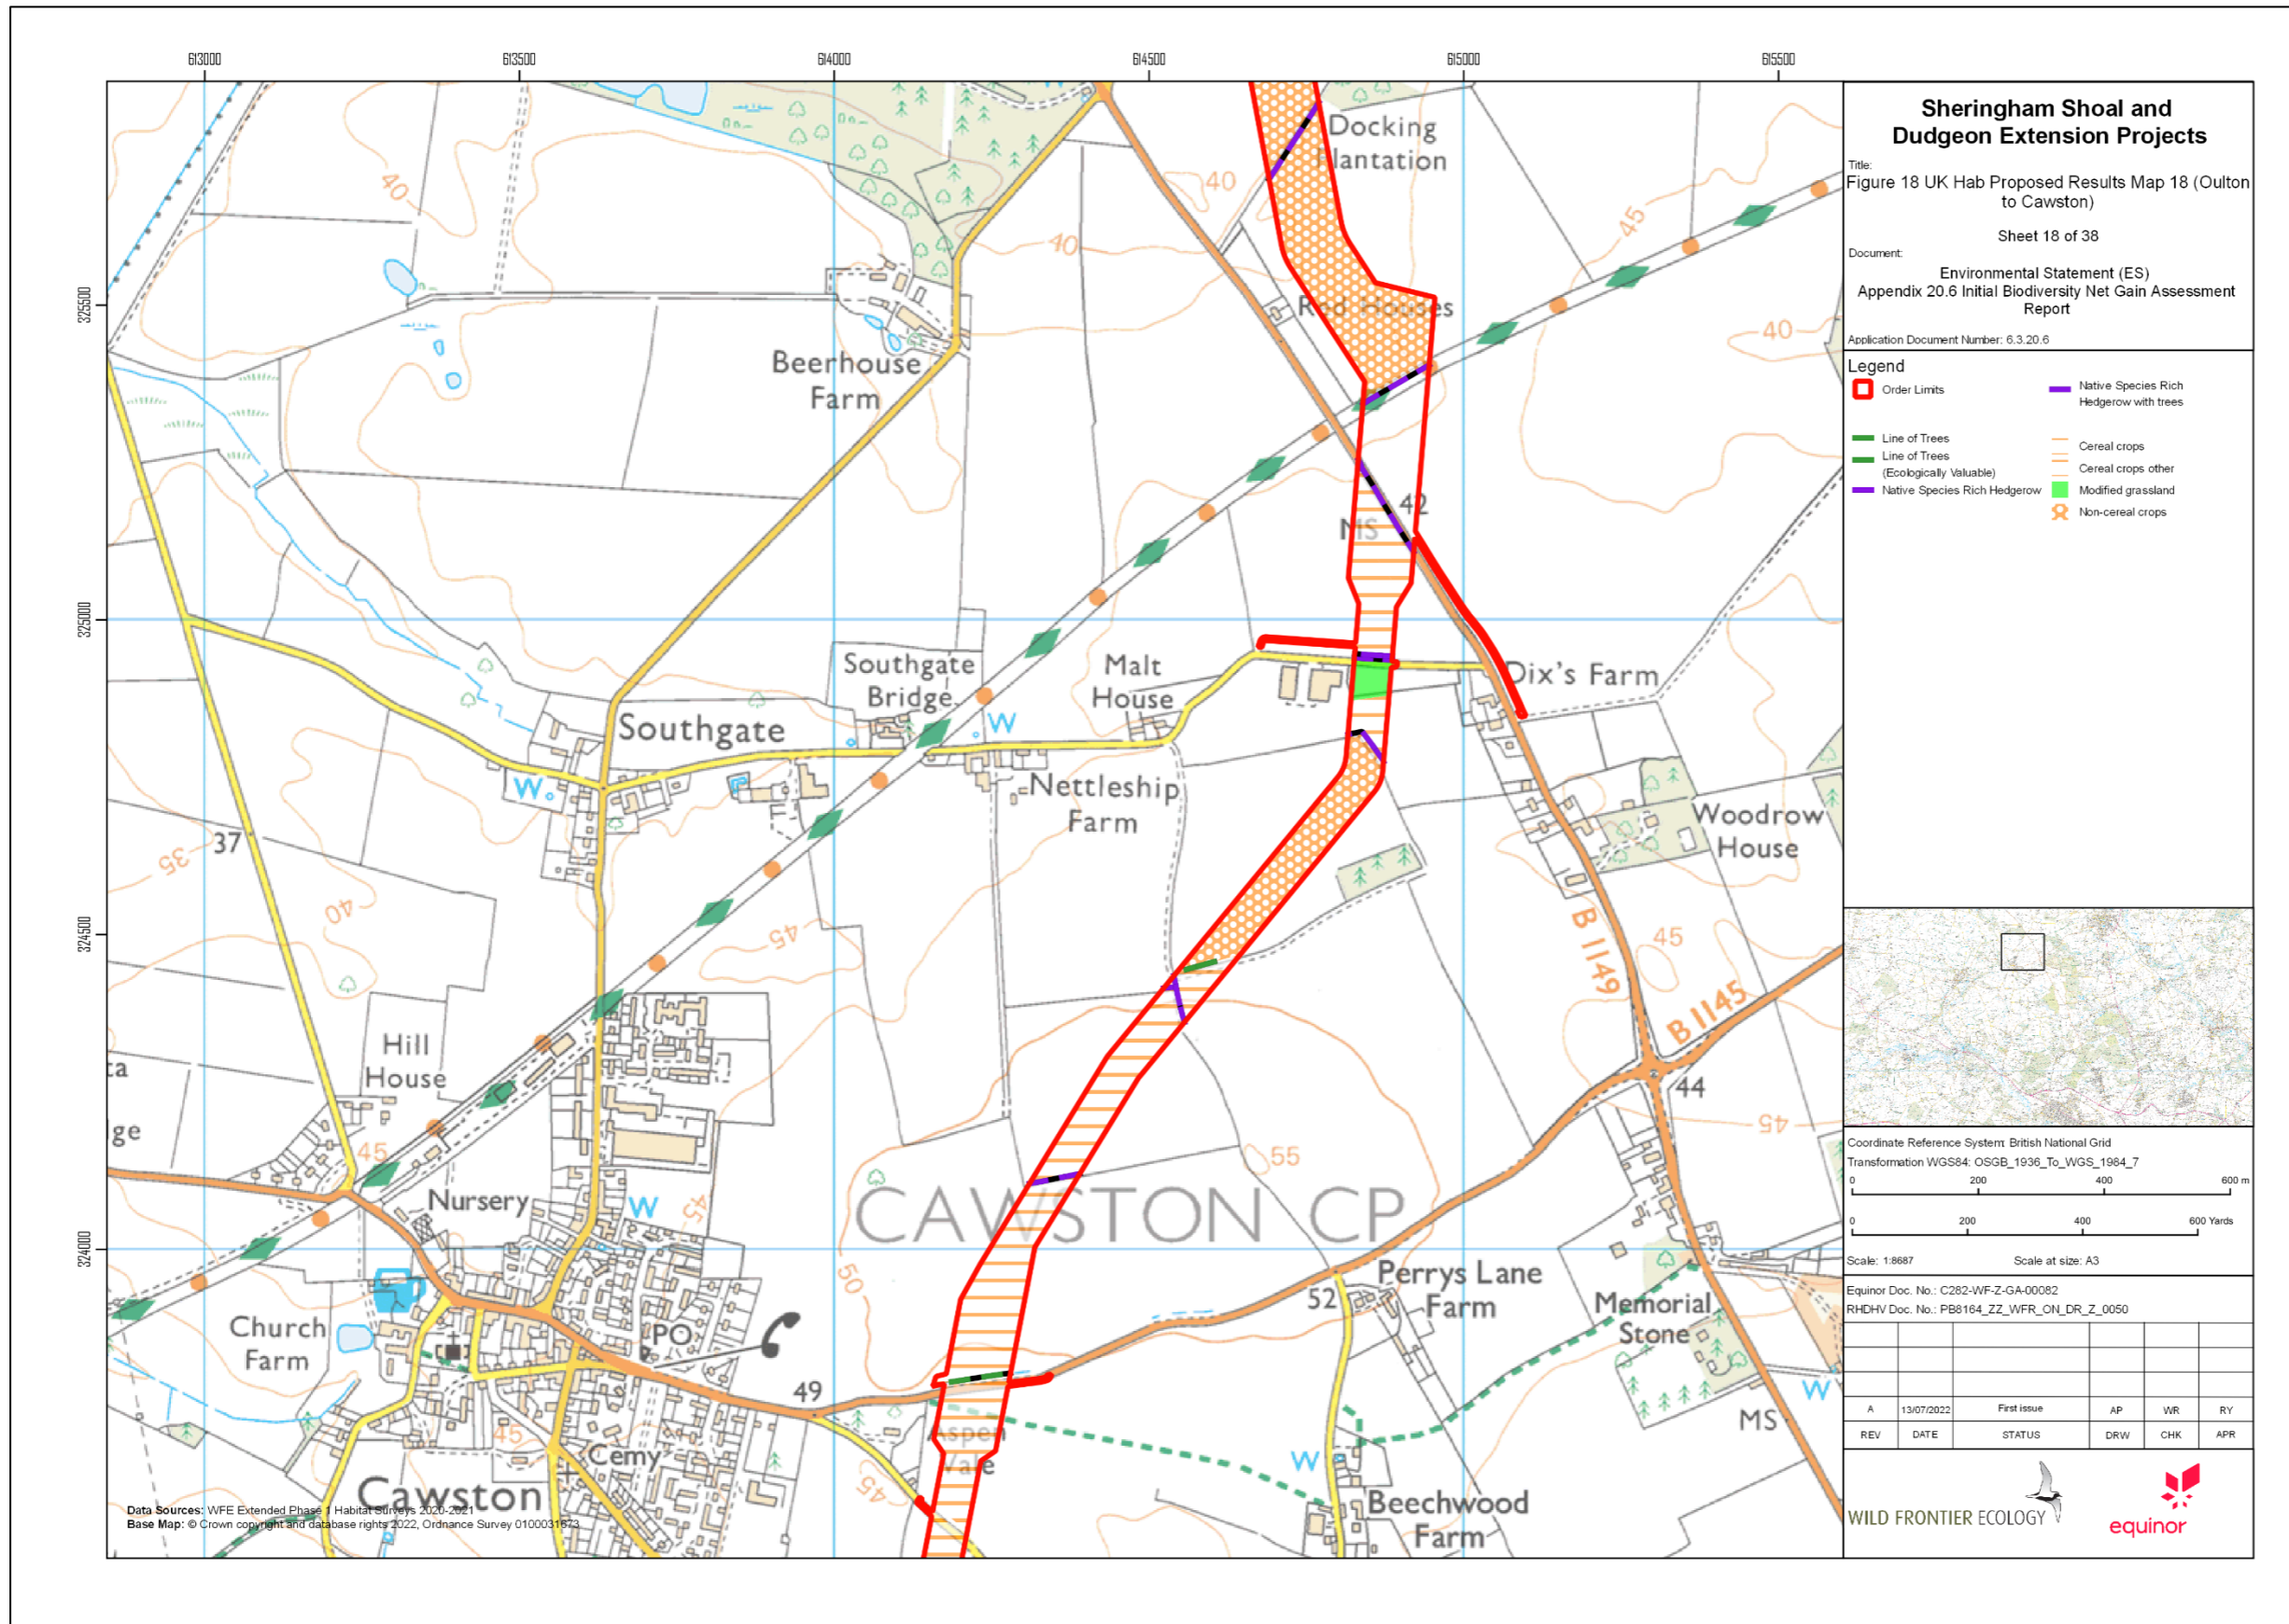 613000 613500 614000 614500 615000 615500
325500
325000
324500
324000
Docking
Plantation
40
40
40
45
40
Red Houses
Beerhouse
Farm
42
MS
Southgate
Bridge
Malt
House
Dix's Farm
Southgate
W
W
Nettleship
Farm
Woodrow
House
37
35
40
45
45
B 1149
B 1145
Hill
House
44
45
45
55
Nursery
W
45
CAWSTON CP
50
Perrys Lane
Farm
52
Church
Farm
PO
Memorial
Stone
49
W
MS
Aspen
Vale
45
45
Cemy
W
Cawston
Beechwood
Farm
Data Sources: WFE Extended Phase 1 Habitat Surveys 2020-2021
Base Map: © Crown copyright and database rights 2022, Ordnance Survey 0100031673
Sheringham Shoal and
Dudgeon Extension Projects
Title:
Figure 18 UK Hab Proposed Results Map 18 (Oulton
to Cawston)
Sheet 18 of 38
Document:
Environmental Statement (ES)
Appendix 20.6 Initial Biodiversity Net Gain Assessment
Report
Application Document Number: 6.3.20.6
Legend
Order Limits
Line of Trees
Line of Trees
(Ecologically Valuable)
Native Species Rich Hedgerow
Native Species Rich
Hedgerow with trees
Cereal crops
Cereal crops other
Modified grassland
Non-cereal crops
Coordinate Reference System: British National Grid
Transformation WGS84: OSGB_1936_To_WGS_1984_7
0 200 400 600 m
0 200 400 600 Yards
Scale: 1:8687 Scale at size: A3
Equinor Doc. No.: C282-WF-Z-GA-00082
RHDHV Doc. No.: PB8164_ZZ_WFR_ON_DR_Z_0050
A 13/07/2022 First issue AP WR RY
REV DATE STATUS DRW CHK APR
WILD FRONTIER ECOLOGY
equinor